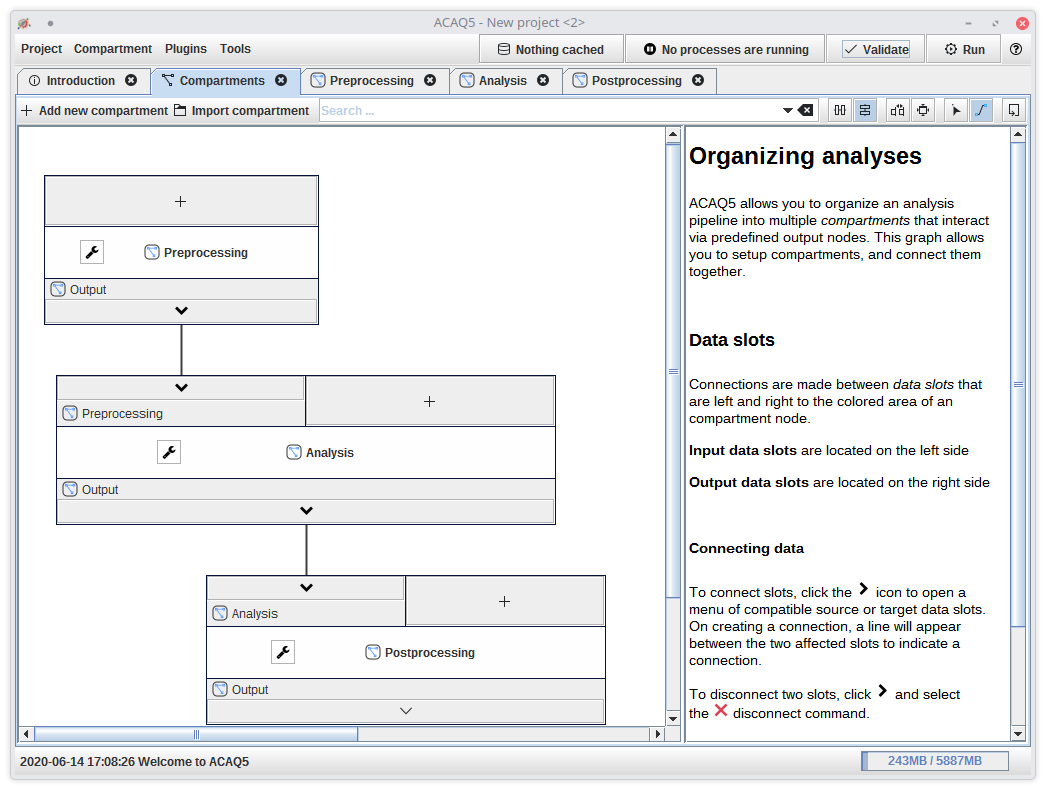 ACAQ5 - New project <2>
Project Compartment Plugins Tools Nothing cached No processes are running Validate Run
Introduction Compartments Preprocessing Analysis Postprocessing
Add new compartment Import compartment Search ...
Preprocessing
Output
Preprocessing
Analysis
Output
Analysis
Postprocessing
Output
Organizing analyses
ACAQ5 allows you to organize an analysis
pipeline into multiple compartments that interact
via predefined output nodes. This graph allows
you to setup compartments, and connect them
together.
Data slots
Connections are made between data slots that
are left and right to the colored area of an
compartment node.
Input data slots are located on the left side
Output data slots are located on the right side
Connecting data
To connect slots, click the icon to open a
menu of compatible source or target data slots.
On creating a connection, a line will appear
between the two affected slots to indicate a
connection.
To disconnect two slots, click and select
the disconnect command.
2020-06-14 17:08:26 Welcome to ACAQ5 243MB / 5887MB